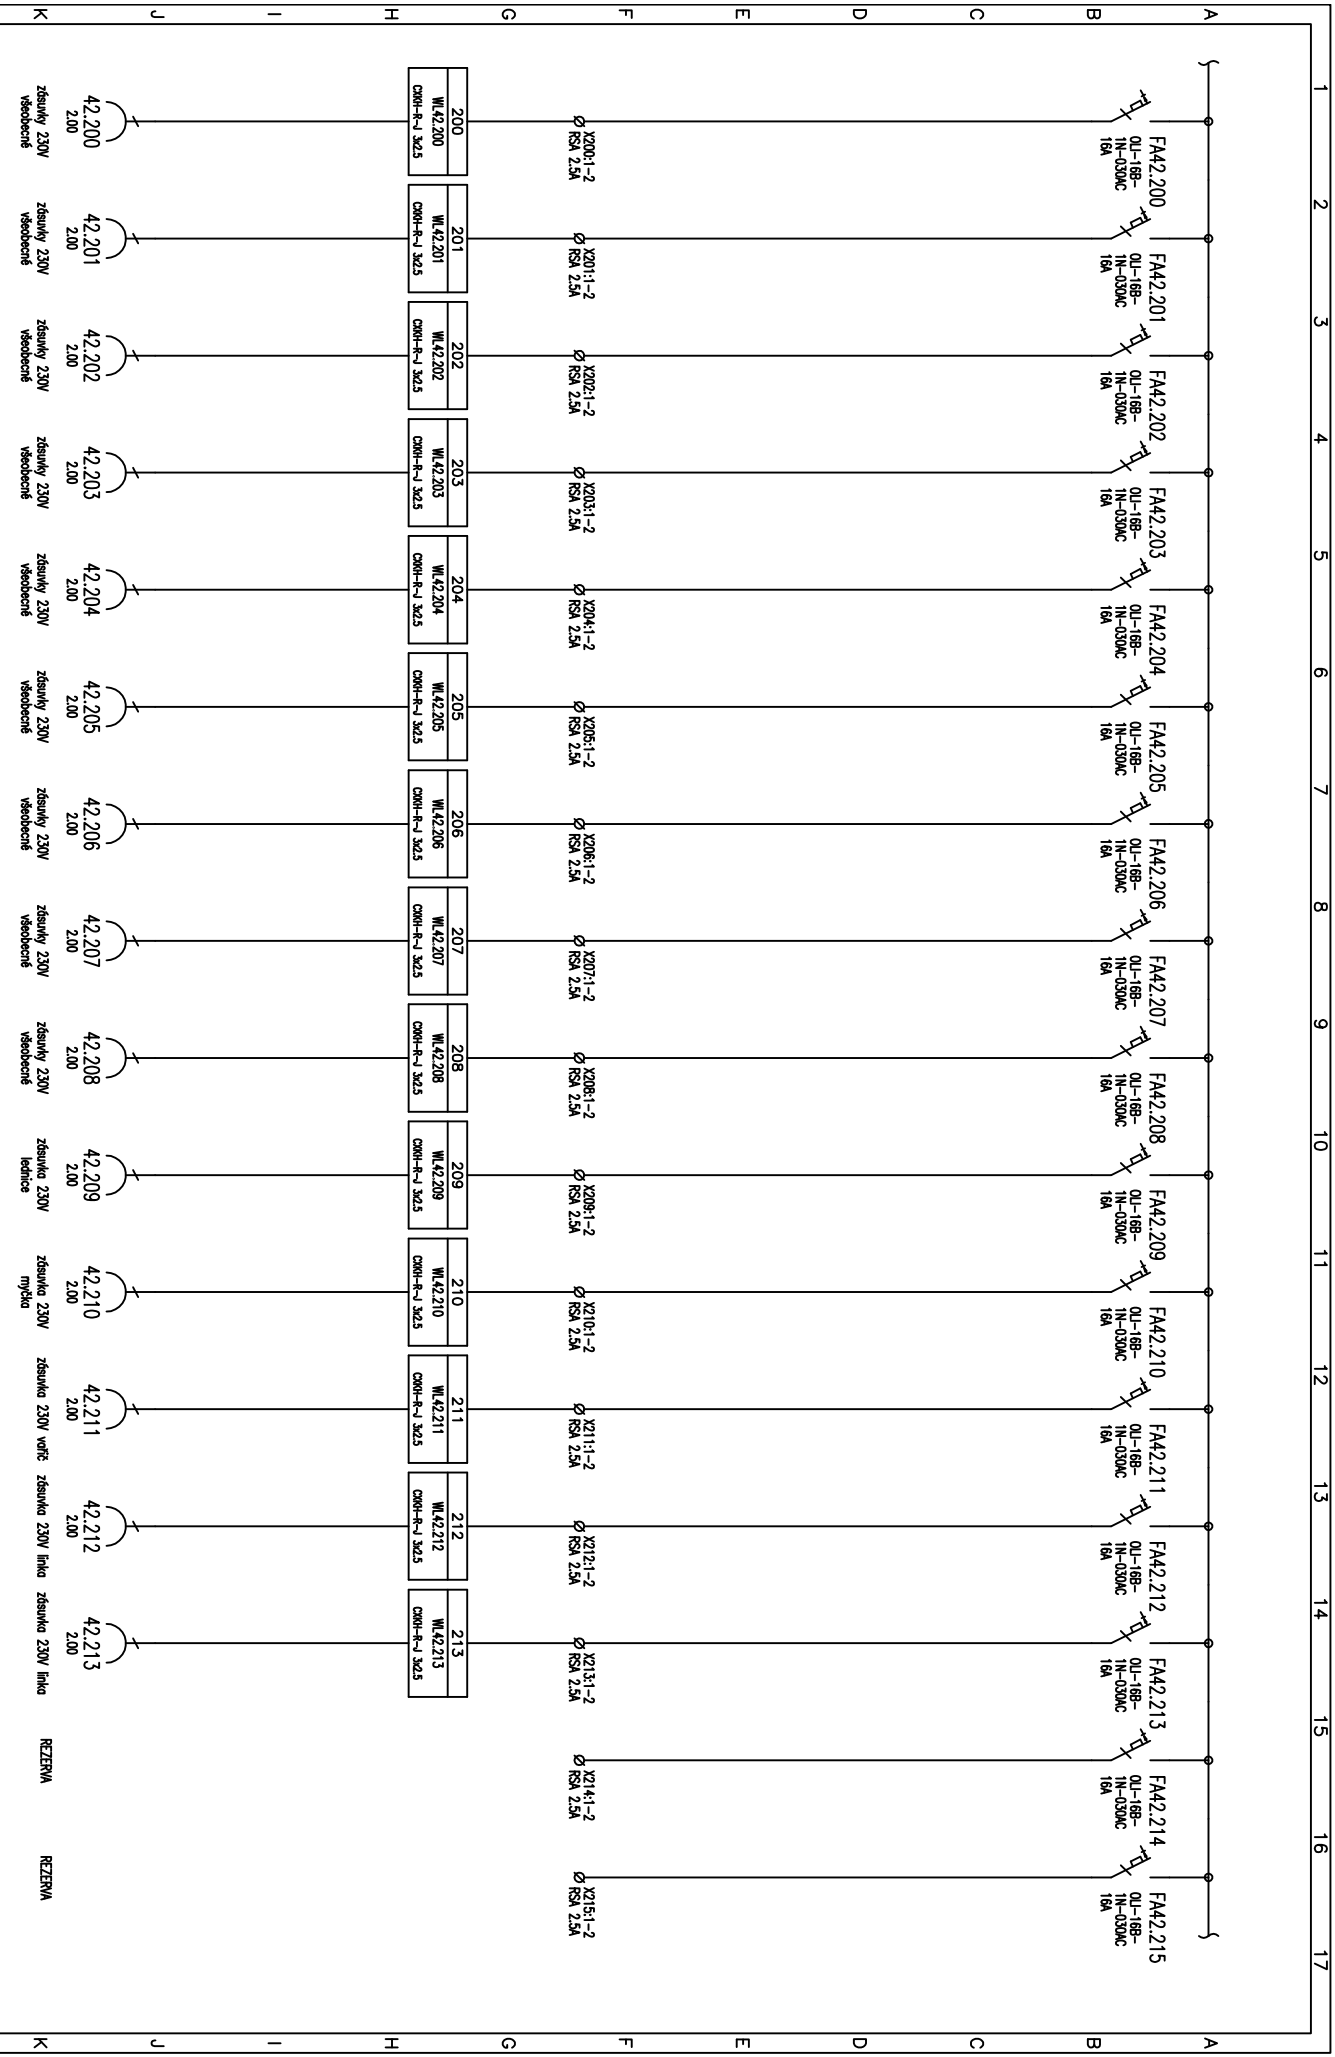 1 2 3 4 5 6 7 8 9 10 11 12 13 14 15 16 17
A A
B B
C C
D D
E E
F F
G G
H H
I I
J J
K K
FA42.200
OLI-16B-
1N-030AC
16A
X200:1-2
RSA 2.5A
200
WL42.200
CXKH-R-J 3x2.5
42.200
2.00
zásuvky 230V
všeobecné
FA42.201
OLI-16B-
1N-030AC
16A
X201:1-2
RSA 2.5A
201
WL42.201
CXKH-R-J 3x2.5
42.201
2.00
zásuvky 230V
všeobecné
FA42.202
OLI-16B-
1N-030AC
16A
X202:1-2
RSA 2.5A
202
WL42.202
CXKH-R-J 3x2.5
42.202
2.00
zásuvky 230V
všeobecné
FA42.203
OLI-16B-
1N-030AC
16A
X203:1-2
RSA 2.5A
203
WL42.203
CXKH-R-J 3x2.5
42.203
2.00
zásuvky 230V
všeobecné
FA42.204
OLI-16B-
1N-030AC
16A
X204:1-2
RSA 2.5A
204
WL42.204
CXKH-R-J 3x2.5
42.204
2.00
zásuvky 230V
všeobecné
FA42.205
OLI-16B-
1N-030AC
16A
X205:1-2
RSA 2.5A
205
WL42.205
CXKH-R-J 3x2.5
42.205
2.00
zásuvky 230V
všeobecné
FA42.206
OLI-16B-
1N-030AC
16A
X206:1-2
RSA 2.5A
206
WL42.206
CXKH-R-J 3x2.5
42.206
2.00
zásuvky 230V
všeobecné
FA42.207
OLI-16B-
1N-030AC
16A
X207:1-2
RSA 2.5A
207
WL42.207
CXKH-R-J 3x2.5
42.207
2.00
zásuvky 230V
všeobecné
FA42.208
OLI-16B-
1N-030AC
16A
X208:1-2
RSA 2.5A
208
WL42.208
CXKH-R-J 3x2.5
42.208
2.00
zásuvky 230V
všeobecné
FA42.209
OLI-16B-
1N-030AC
16A
X209:1-2
RSA 2.5A
209
WL42.209
CXKH-R-J 3x2.5
42.209
2.00
zásuvka 230V
lednice
FA42.210
OLI-16B-
1N-030AC
16A
X210:1-2
RSA 2.5A
210
WL42.210
CXKH-R-J 3x2.5
42.210
2.00
zásuvka 230V
myčka
FA42.211
OLI-16B-
1N-030AC
16A
X211:1-2
RSA 2.5A
211
WL42.211
CXKH-R-J 3x2.5
42.211
2.00
zásuvka 230V vařič
FA42.212
OLI-16B-
1N-030AC
16A
X212:1-2
RSA 2.5A
212
WL42.212
CXKH-R-J 3x2.5
42.212
2.00
zásuvka 230V linka
FA42.213
OLI-16B-
1N-030AC
16A
X213:1-2
RSA 2.5A
213
WL42.213
CXKH-R-J 3x2.5
42.213
2.00
zásuvka 230V linka
FA42.214
OLI-16B-
1N-030AC
16A
X214:1-2
RSA 2.5A
REZERVA
FA42.215
OLI-16B-
1N-030AC
16A
X215:1-2
RSA 2.5A
REZERVA